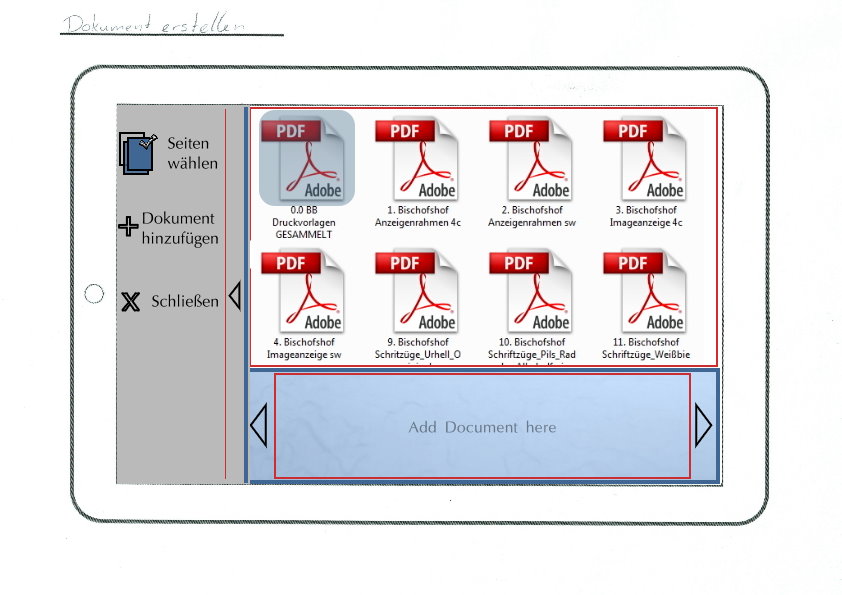 Dokument erstellen
Seiten
wählen
Dokument
hinzufügen
Schließen
PDF
Adobe
0.0 BB
Druckvorlagen
GESAMMELT
PDF
Adobe
1. Bischofshof
Anzeigenrahmen 4c
PDF
Adobe
2. Bischofshof
Anzeigenrahmen sw
PDF
Adobe
3. Bischofshof
Imageanzeige 4c
PDF
Adobe
4. Bischofshof
Imageanzeige sw
PDF
Adobe
9. Bischofshof
Schritzüge_Urhell_O
PDF
Adobe
10. Bischofshof
Schriftzüge_Pils_Rad
PDF
Adobe
11. Bischofshof
Schriftzüge_Weißbie
Add Document here